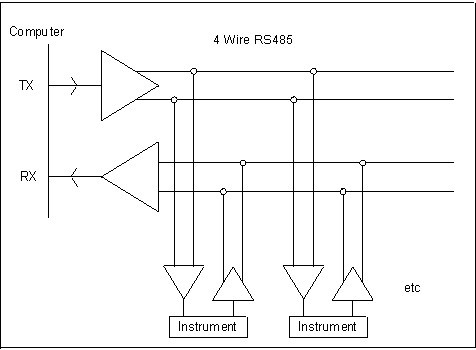 Computer
4 Wire RS485
TX
RX
etc
Instrument
Instrument